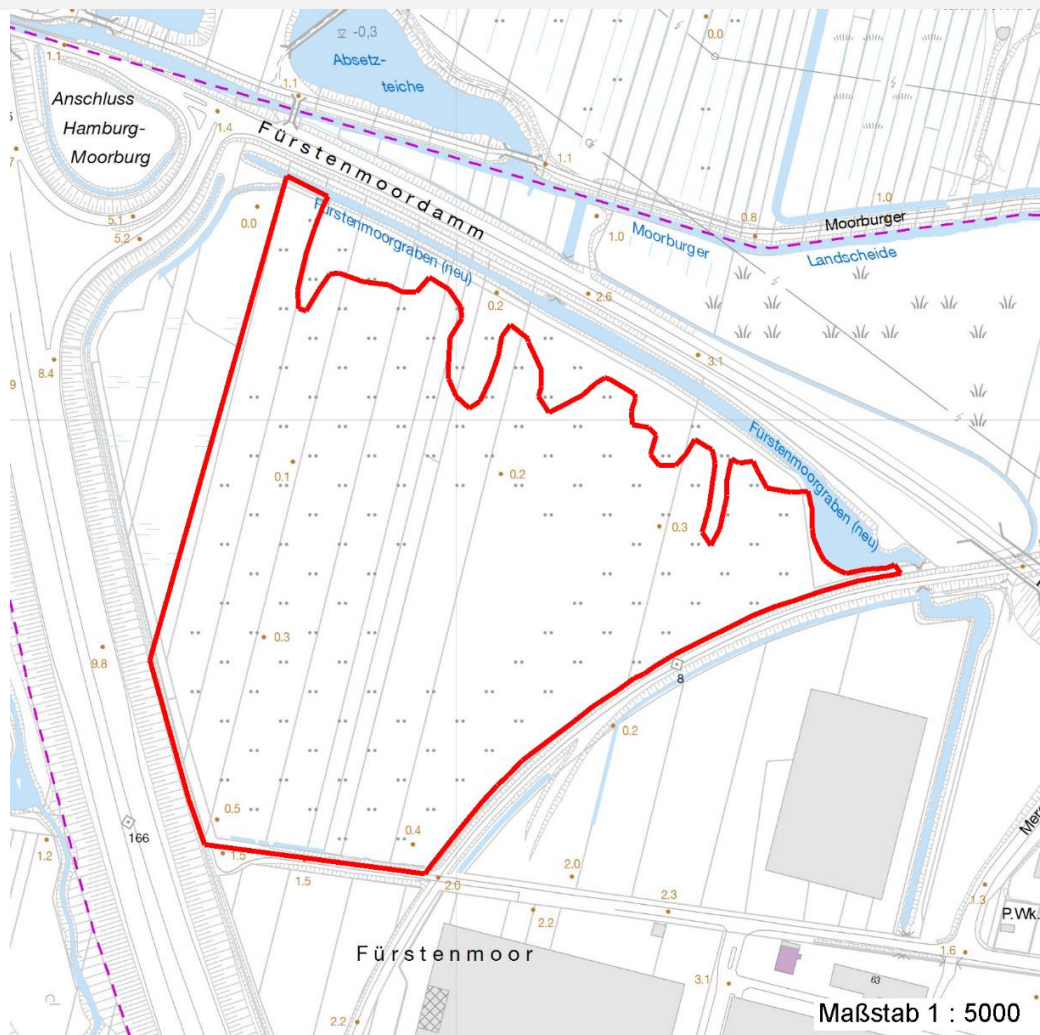 -0,3
0.0
Absetz-
teiche
1.1
1.1
Anschluss
Hamburg-
Moorburg
1.4
Fürstenmoordamm
1.1
1.0
0.8
Moorburger
1.0
Moorburger
Landscheide
5.1
5.2
0.0
Fürstenmoorgraben (neu)
0.2
2.6
3.1
8.4
9
7
Fürstenmoorgraben (neu)
0.1
0.2
0.3
0.3
9.8
8
0.2
166
1.2
0.5
1.5
1.5
0.4
2.0
2.0
2.2
2.3
1.3
P.Wk.
Fürstenmoor
1.6
63
3.1
2.2
Maßstab 1 : 5000